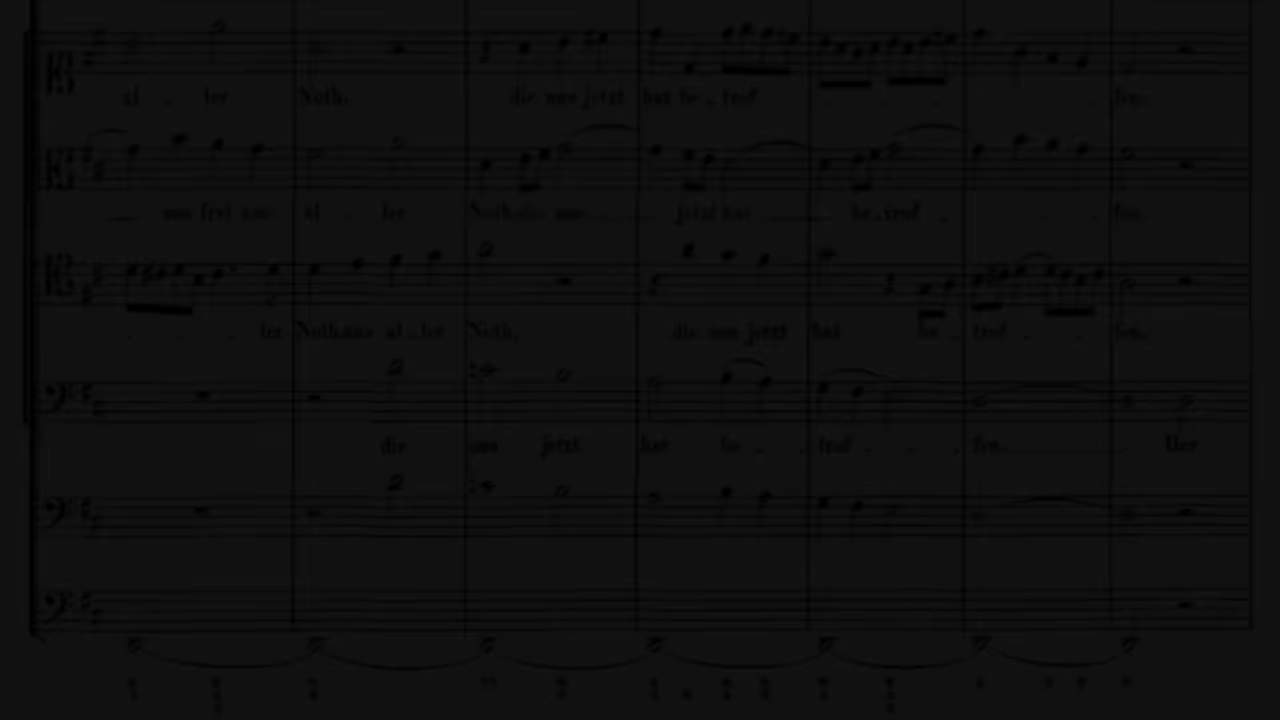 al - ler Noth, die uns jetzt hat be - trof fen.
uns frei aus al - ler Noth, die uns jetzt hat be - trof - fen.
ler Noth, aus al - ler Noth, die uns jetzt hat be - trof - fen.
die uns jetzt hat be - trof - fen. Der